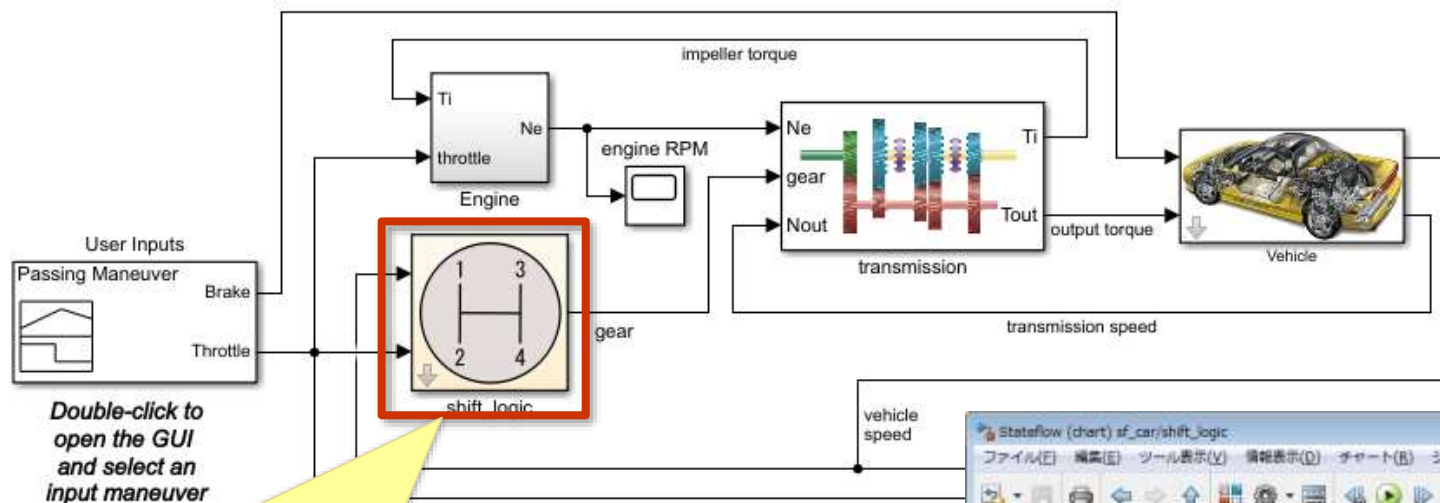 impeller torque
Ti
Ne
throttle
Engine
engine RPM
Ne
gear
Nout
Ti
Tout
transmission
output torque
Vehicle
transmission speed
User Inputs
Passing Maneuver
Brake
Throttle
Double-click to
open the GUI
and select an
input maneuver
1 3
2 4
shift_logic
gear
vehicle
speed
Stateflow (chart) sf_car/shift_logic
ファイル(F) 編集(E) ツール表示(V) 情報表示(D) チャート(R)